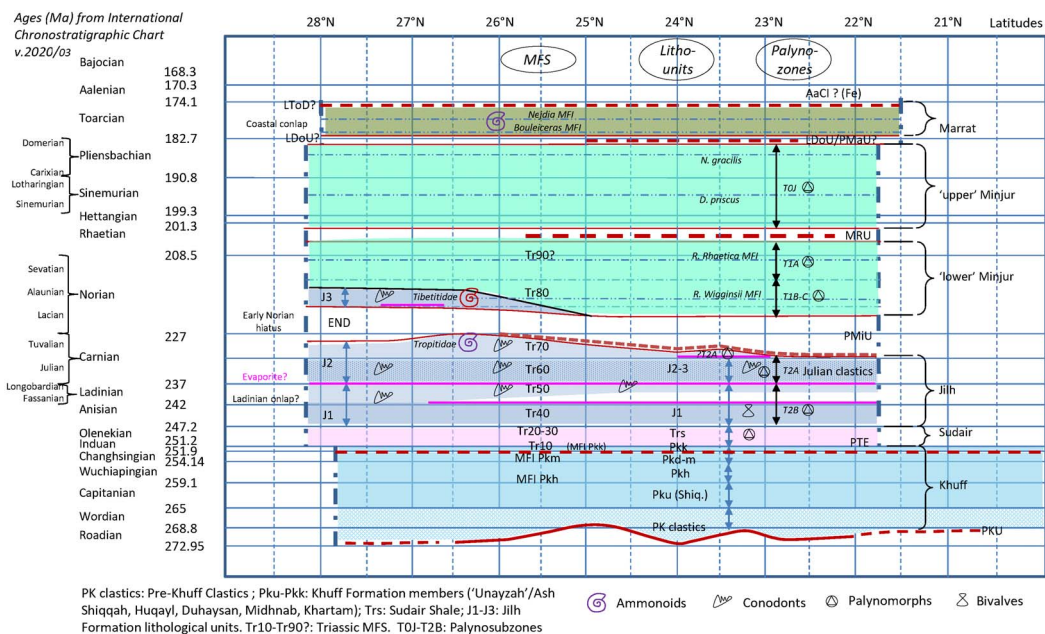 Ages (Ma) from International
Chronostratigraphic Chart
v.2020/03
28°N 27°N 26°N 25°N 24°N 23°N 22°N 21°N Latitudes
MFS
Litho-
units
Palyno-
zones
Bajocian
168.3
Aalenian
170.3
174.1
LToD?
AaCl ? (Fe)
Toarcian
Coastal conlap
Nejdia MFI
Bouleiceras MFI
Marrat
182.7
LDoU?
LDoU/PMaU?
Domerian
Pliensbachian
Carixian
N. gracilis
190.8
Lotharingian
Sinemurian
Sinemurian
T0J
D. priscus
'upper' Minjur
199.3
Hettangian
201.3
Rhaetian
MRU
208.5
Tr90?
R. Rhaetica MFI
T1A
'lower' Minjur
Sevatian
Alaunian
Norian
Lacian
J3
Tibetitidae
Tr80
R. Wigginsii MFI
T1B-C
Early Norian
hiatus
END
227
PMiU
Tuvalian
Carnian
Julian
Tropitidae
Tr70
T2A
J2
Tr60
J2-3
T2A
Julian clastics
Evaporite?
237
Longobardian
Fassanian
Ladinian
Tr50
Jilh
Ladinian onlap?
242
Anisian
J1
Tr40
J1
T2B
247.2
Olenekian
Tr20-30
Trs
Sudair
251.2
Induan
Tr10
(MFI Pkk)
Pkk
PTE
251.9
Changhsingian
MFI Pkm
Pkd-m
254.14
Wuchiapingian
MFI Pkh
Pkh
259.1
Capitanian
Pku (Shiq.)
Khuff
265
Wordian
268.8
PK clastics
PKU
Roadian
272.95
PK clastics: Pre-Khuff Clastics ; Pku-Pkk: Khuff Formation members ('Unayzah'/Ash
Shiqqah, Huqayl, Duhaysan, Midhnab, Khartam); Trs: Sudair Shale; J1-J3: Jilh
Formation lithological units. Tr10-Tr90?: Triassic MFS. T0J-T2B: Palynosubzones
Ammonoids Conodonts Palynomorphs Bivalves